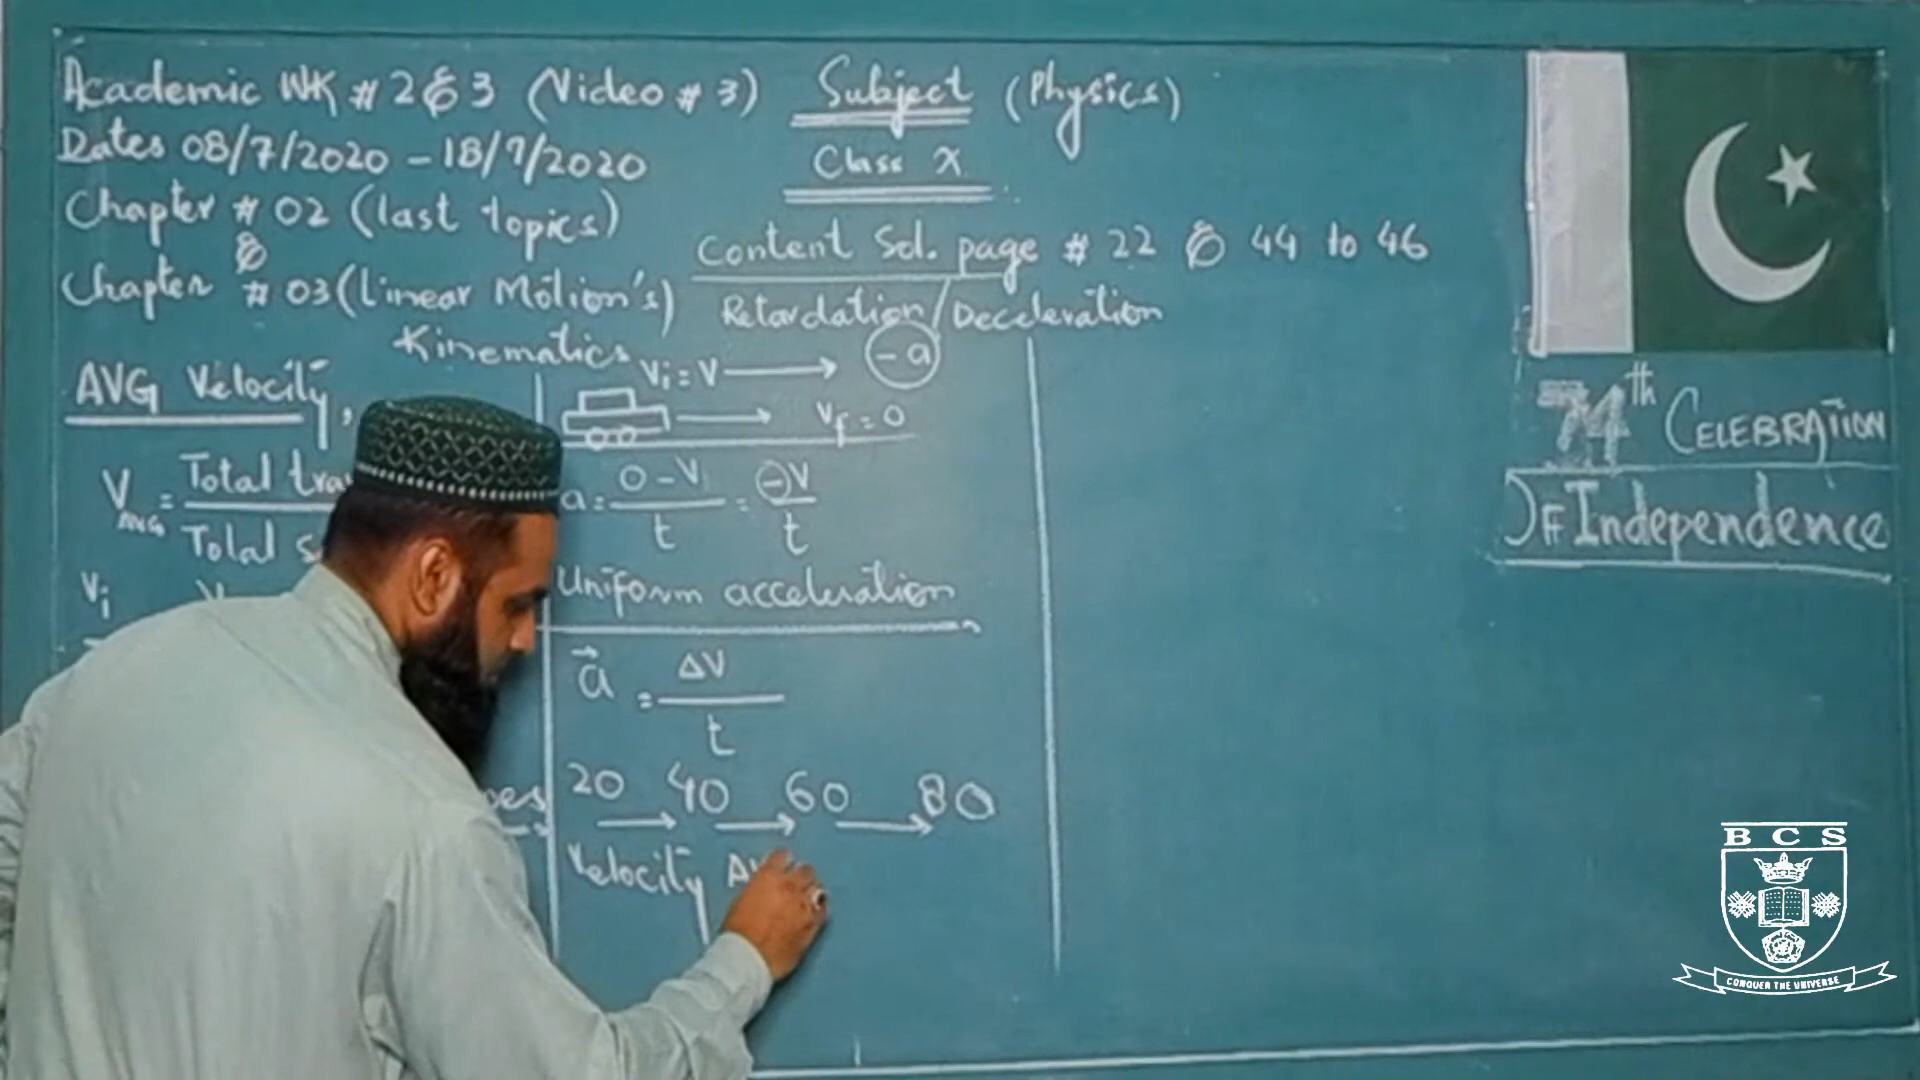 Academic WK # 2 & 3 (Video # 3) Subject (Physics)
Dates 08/7/2020 - 18/7/2020 Class X
Chapter # 02 (last topics)
&
Content Sd. page # 22 & 44 to 46
Chapter # 03 (Linear Motion's) Retardation/Deceleration
Kinematics
AVG Velocity,
V AVG = Total
Total
Vi
Vi = V → -a
→ Vf = 0
a = 0 - V / t = -V / t
Uniform acceleration
a = ΔV / t
20 → 40 → 60 → 80
Velocity
74th CELEBRATION
OF Independence
BCS
CONQUER THE UNIVERSE